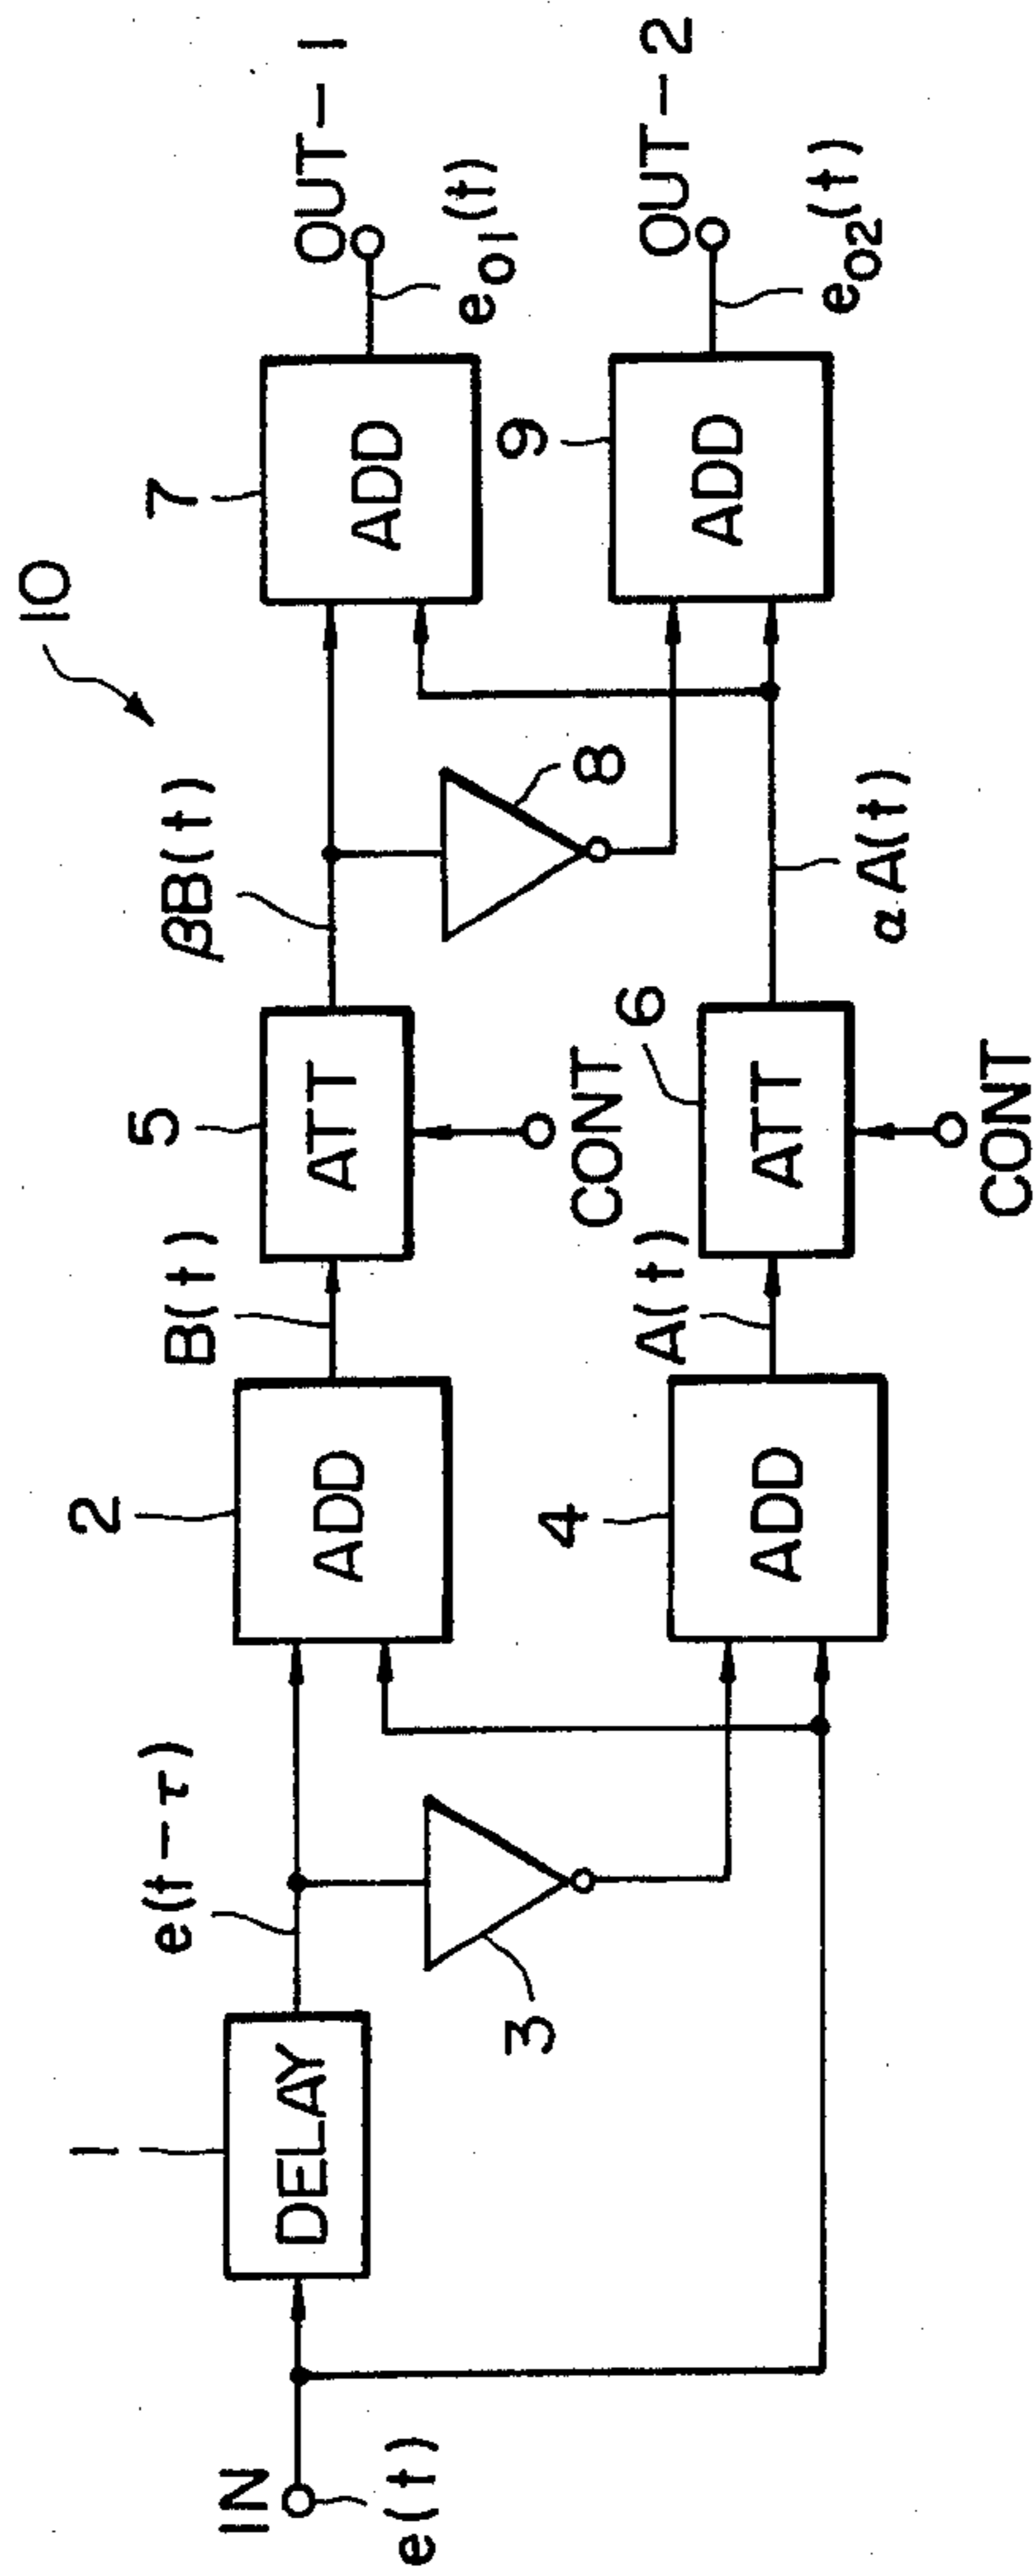 10
IN
e(t)
1
DELAY
e(t-τ)
3
2
ADD
4
ADD
B(t)
A(t)
5
ATT
CONT
6
ATT
CONT
βB(t)
αA(t)
8
7
ADD
9
ADD
OUT-1
e01(t)
OUT-2
e02(t)